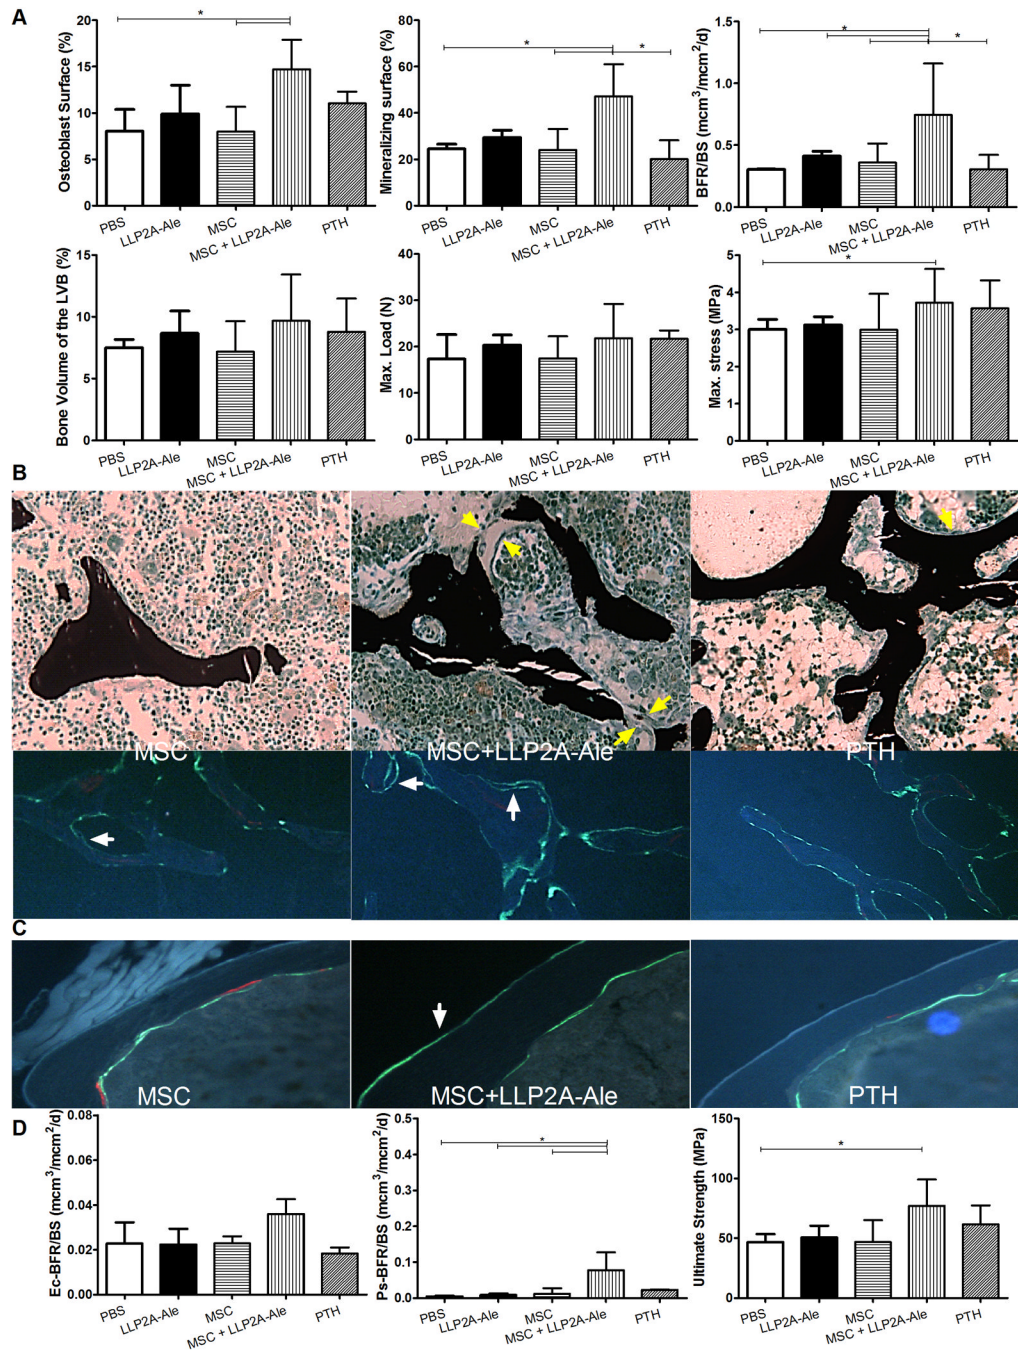 A
Osteoblast Surface (%)
20
15
10
5
0
*
PBS
LLP2A-Ale
MSC
MSC + LLP2A-Ale
PTH
Mineralizing surface (%)
80
60
40
20
0
*
*
PBS
LLP2A-Ale
MSC
MSC + LLP2A-Ale
PTH
BFR/BS (mcm³/mcm²/d)
1.5
1.0
0.5
0.0
*
*
PBS
LLP2A-Ale
MSC
MSC + LLP2A-Ale
PTH
Bone Volume of the LVB (%)
15
10
5
0
PBS
LLP2A-Ale
MSC
MSC + LLP2A-Ale
PTH
Max. Load (N)
40
30
20
10
0
PBS
LLP2A-Ale
MSC
MSC + LLP2A-Ale
PTH
Max. stress (MPa)
5
4
3
2
1
0
*
PBS
LLP2A-Ale
MSC
MSC + LLP2A-Ale
PTH
B
MSC
MSC+LLP2A-Ale
PTH
C
MSC
MSC+LLP2A-Ale
PTH
D
Ec-BFR/BS (mcm³/mcm²/d)
0.08
0.06
0.04
0.02
0.00
PBS
LLP2A-Ale
MSC
MSC + LLP2A-Ale
PTH
Ps-BFR/BS (mcm³/mcm²/d)
0.5
0.4
0.3
0.2
0.1
0.0
*
PBS
LLP2A-Ale
MSC
MSC + LLP2A-Ale
PTH
Ultimate Strength (MPa)
150
100
50
0
*
PBS
LLP2A-Ale
MSC
MSC + LLP2A-Ale
PTH